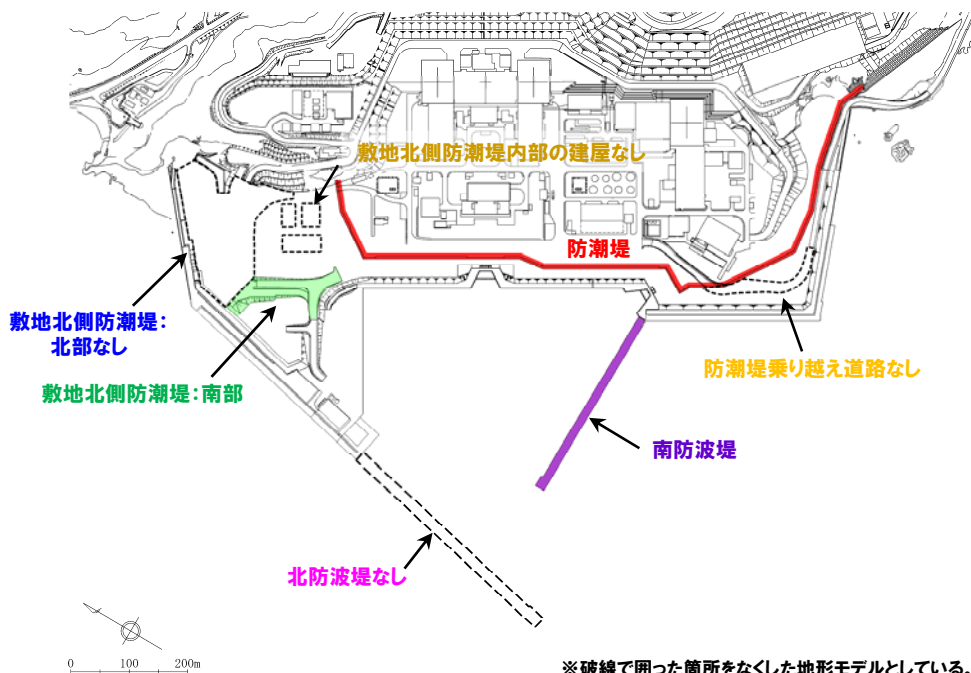 敷地北側防潮堤内部の建屋なし
防潮堤
敷地北側防潮堤：
北部なし
防潮堤乗り越え道路なし
敷地北側防潮堤：南部
南防波堤
北防波堤なし
0 100 200m
※破線で囲った箇所をなくした地形モデルとしている。